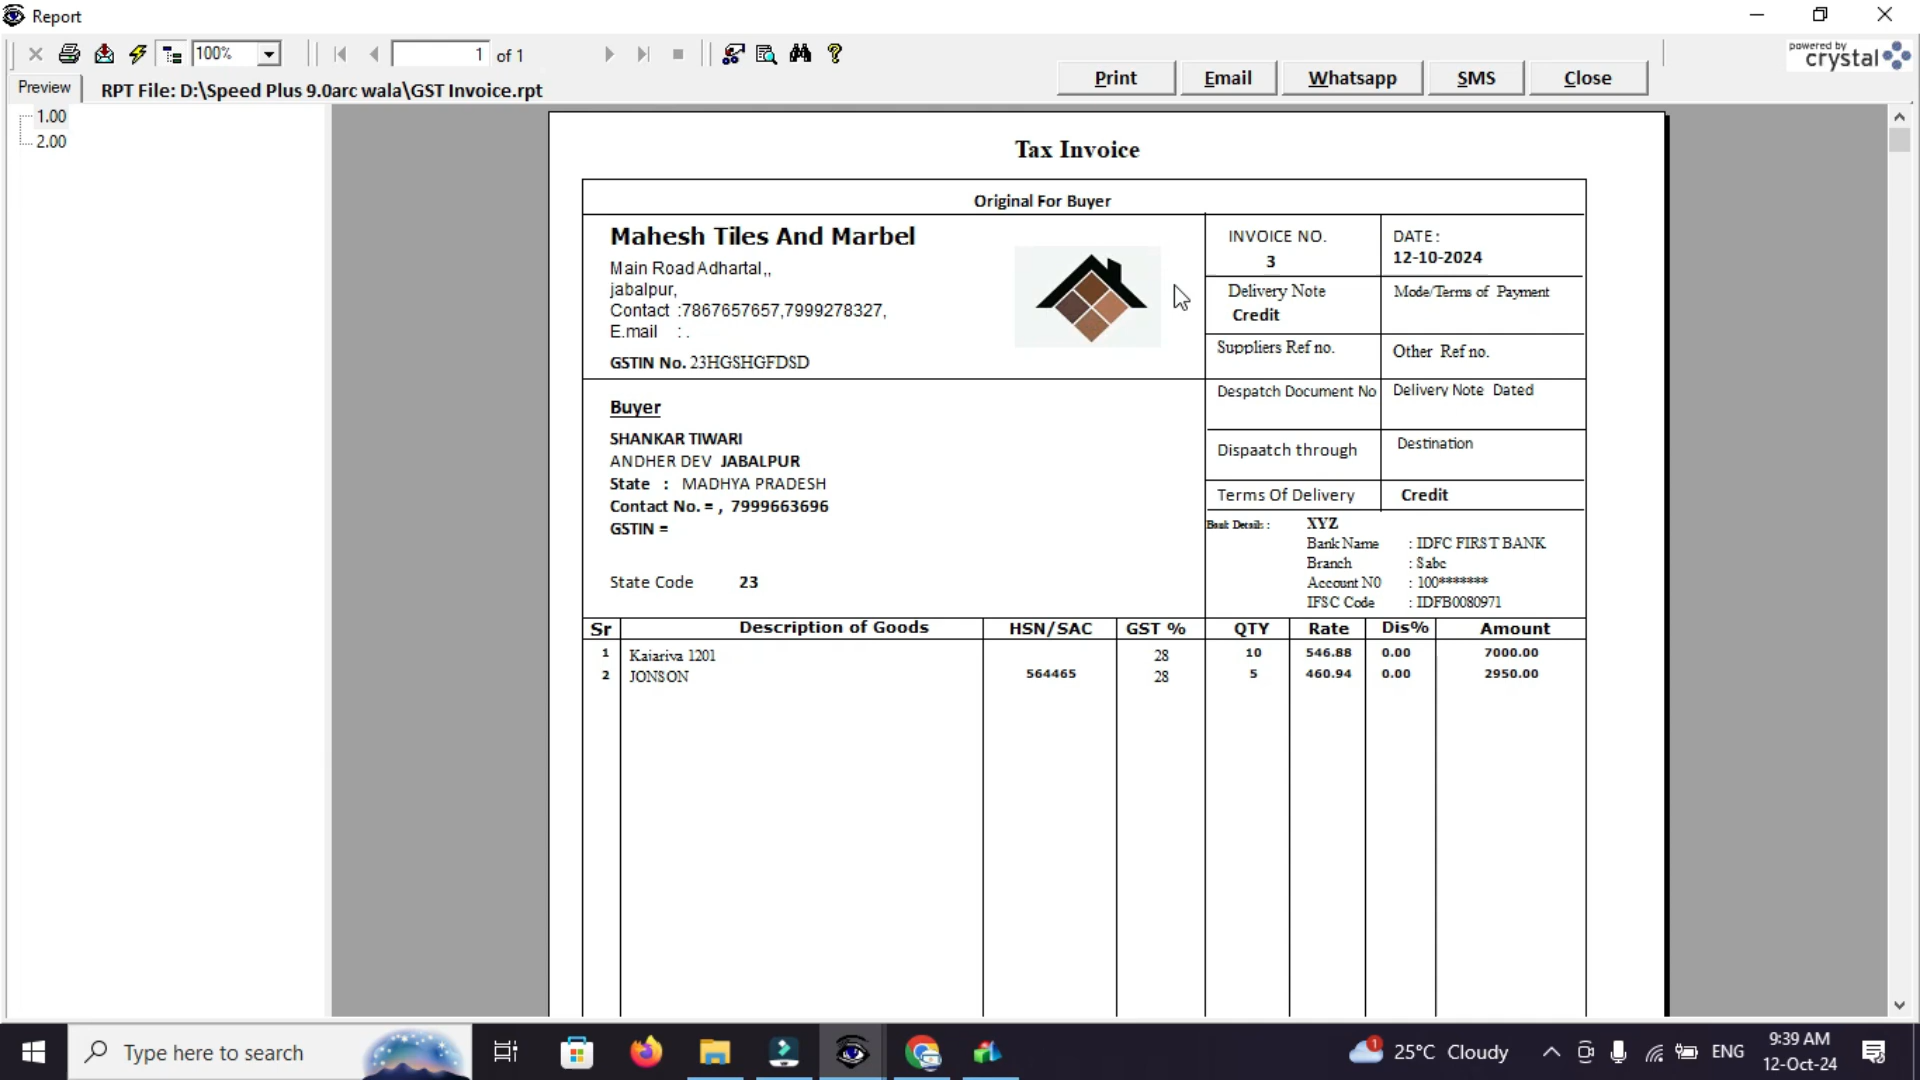 Report
100%
1 of 1
powered by
crystal
Print Email Whatsapp SMS Close
Preview RPT File: D:\Speed Plus 9.0arc wala\GST Invoice.rpt
1.00
2.00
Tax Invoice
Original For Buyer
Mahesh Tiles And Marbel
Main Road Adhartal,,
jabalpur,
Contact :7867657657,7999278327,
E.mail : .
GSTIN No. 23HGSHGFDSD
INVOICE NO.
3
DATE :
12-10-2024
Delivery Note
Credit
Mode/Terms of Payment
Suppliers Ref no.
Other Ref no.
Despatch Document No
Delivery Note Dated
Dispaatch through
Destination
Terms Of Delivery
Credit
Buyer
SHANKAR TIWARI
ANDHER DEV JABALPUR
State : MADHYA PRADESH
Contact No. = , 7999663696
GSTIN =
State Code 23
Bank Details : XYZ
Bank Name : IDFC FIRST BANK
Branch : Sabc
Account N0 : 100*******
IFSC Code : IDFB0080971
Sr Description of Goods HSN/SAC GST % QTY Rate Dis% Amount
1 Kaiariva 1201 28 10 546.88 0.00 7000.00
2 JONSON 564465 28 5 460.94 0.00 2950.00
Type here to search
1
25°C Cloudy
ENG
9:39 AM
12-Oct-24